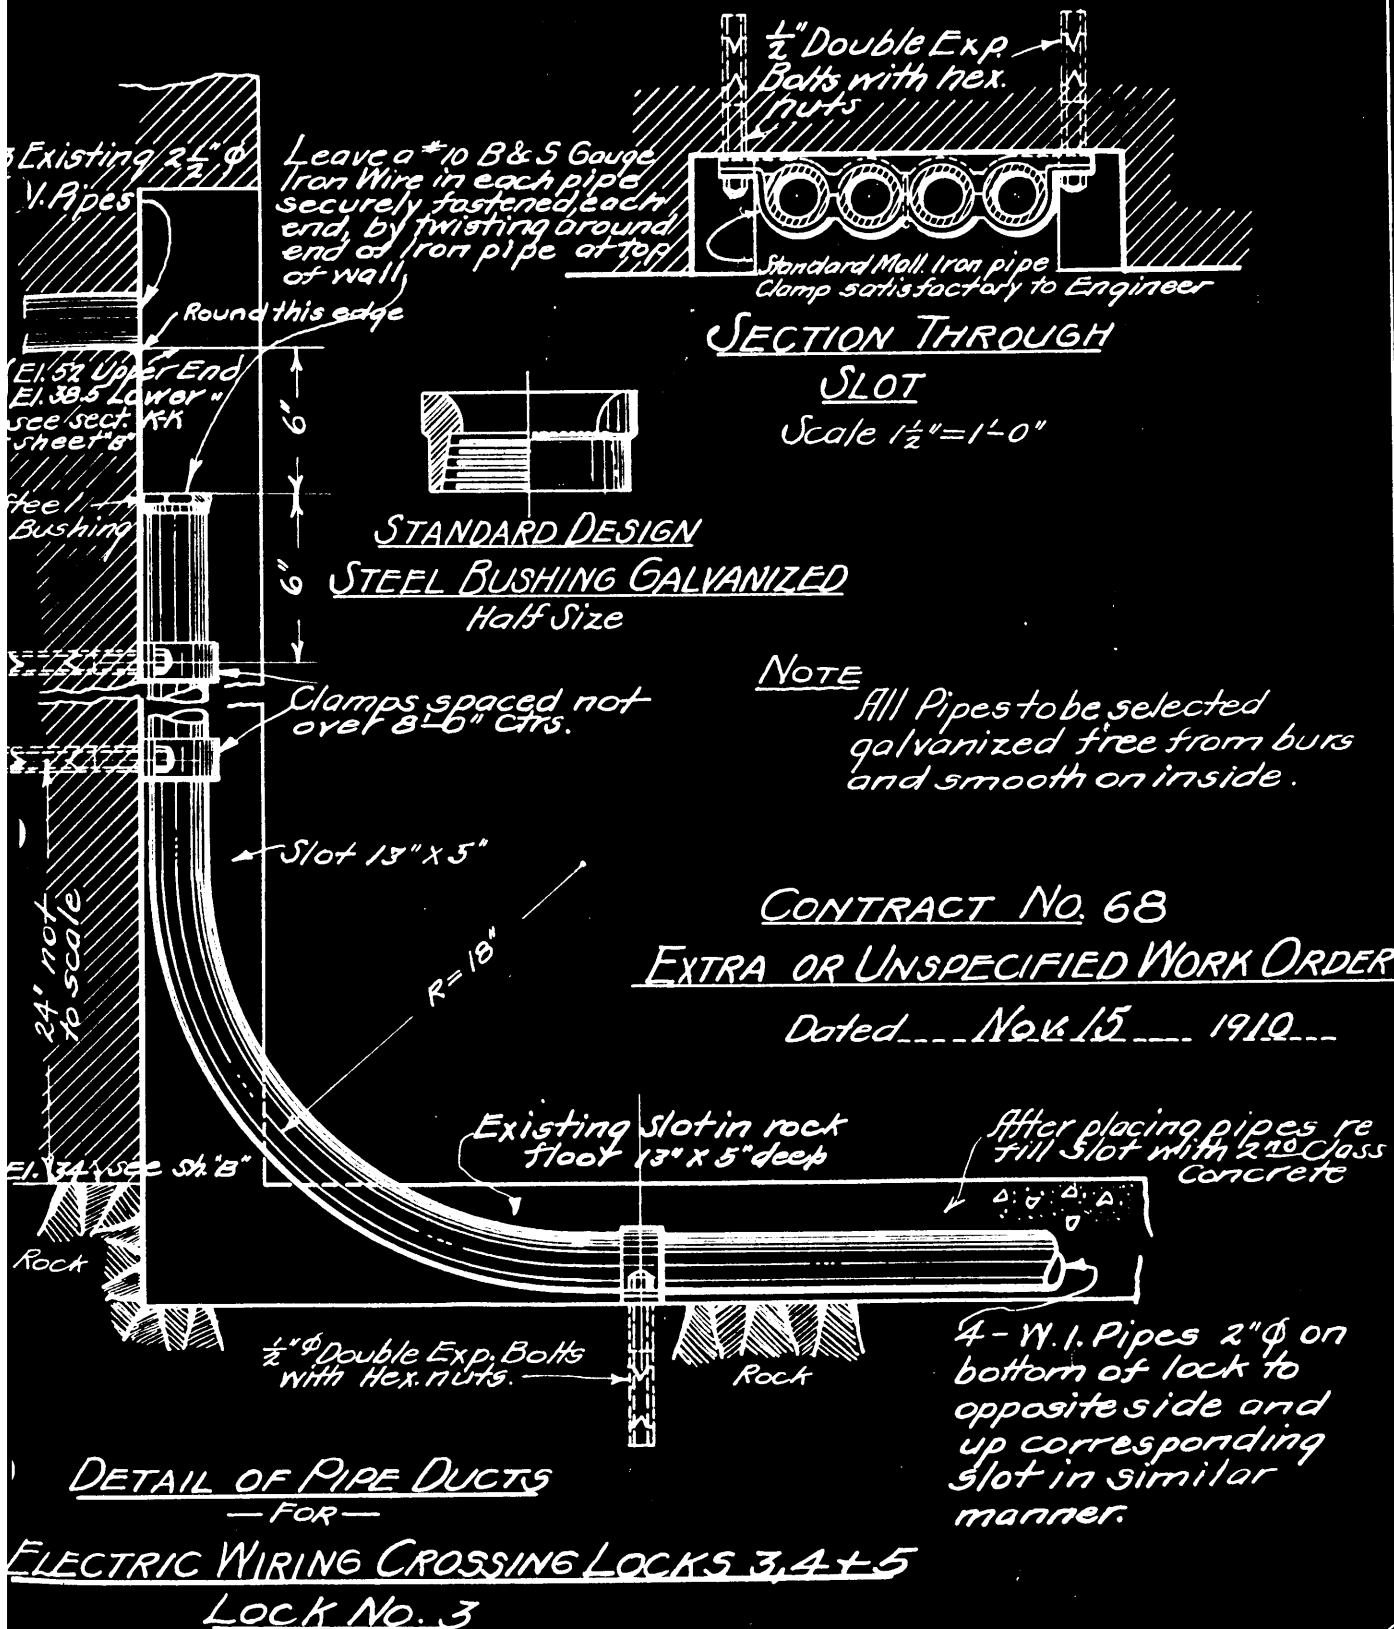 ½" Double Exp.
Bolts with hex.
nuts
3 Existing 2½"φ
V. Pipes
Leave a #10 B & S Gauge
Iron Wire in each pipe
securely fastened, each
end, by twisting around
end of iron pipe at top
of wall
Round this edge
Standard Mall. Iron pipe
Clamp satisfactory to Engineer
SECTION THROUGH
SLOT
Scale 1½"=1'-0"
El. 52 Upper End
El. 38.5 Lower "
see sect. K-K
sheet "B"
6"
Steel
Bushing
6"
STANDARD DESIGN
STEEL BUSHING GALVANIZED
Half Size
Clamps spaced not
over 8'-0" Ctrs.
NOTE
All Pipes to be selected
galvanized free from burs
and smooth on inside.
Slot 13" X 5"
24" not
to scale
R=18"
CONTRACT No. 68
EXTRA OR UNSPECIFIED WORK ORDER
Dated Nov. 15 1910
Existing slot in rock
floor 13" X 5" deep
After placing pipes re
fill slot with 2nd Class
Concrete
El. 34 see sh. "B"
Rock
½"φ Double Exp. Bolts
with Hex. nuts.
Rock
4 - W. I. Pipes 2"φ on
bottom of lock to
opposite side and
up corresponding
slot in similar
manner.
DETAIL OF PIPE DUCTS
— FOR —
ELECTRIC WIRING CROSSING LOCKS 3, 4 + 5
LOCK NO. 3